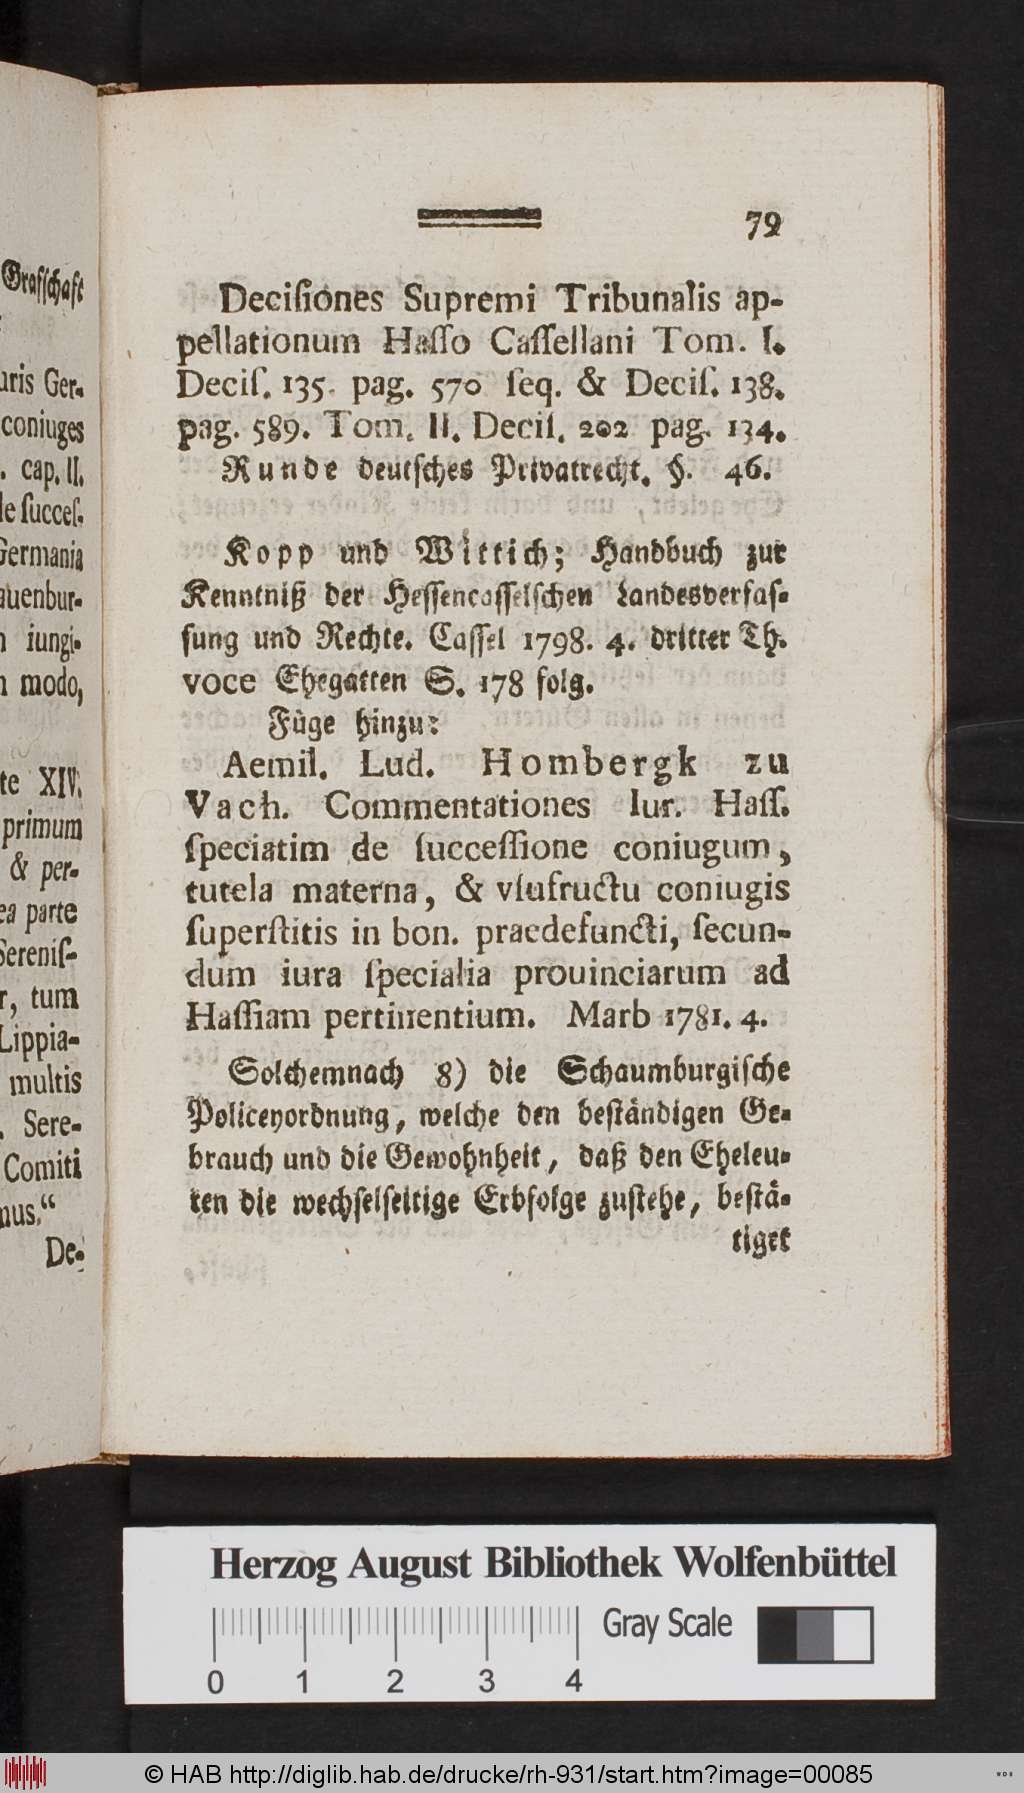 Grafschaft
uris Ger-
coniuges
. cap. II.
le succes-
Germania
auenbur-
n iungi-
n modo,
te XIV.
primum
& per-
ea parte
Sereniſ-
r, tum
Lippia-
multis
. Sere-
Comiti
nus.“
De-
79
Deciſiones Supremi Tribunalis ap-
pellationum Haſſo Caſſellani Tom. I.
Deciſ. 135. pag. 570 ſeq. & Deciſ. 138.
pag. 589. Tom. II. Deciſ. 202 pag. 134.
Runde deutſches Privatrecht. §. 46.
Kopp und Wittich; Handbuch zur
Kenntniß der Heſſencaſſelſchen Landesverfaſ-
ſung und Rechte. Caſſel 1798. 4. dritter Th.
voce Ehegatten S. 178 folg.
Füge hinzu:
Aemil. Lud. Hombergk zu
Vach. Commentationes Iur. Haſſ.
ſpeciatim de ſucceſſione coniugum,
tutela materna, & vſufructu coniugis
ſuperſtitis in bon. praedefuncti, ſecun-
dum iura ſpecialia prouinciarum ad
Haſſiam pertinentium. Marb 1781. 4.
Solchemnach 8) die Schaumburgiſche
Policeyordnung, welche den beſtändigen Ge-
brauch und die Gewohnheit, daß den Eheleu-
ten die wechſelſeitige Erbfolge zuſtehe, beſtä-
tiget
Herzog August Bibliothek Wolfenbüttel
Gray Scale
0 1 2 3 4
© HAB http://diglib.hab.de/drucke/rh-931/start.htm?image=00085